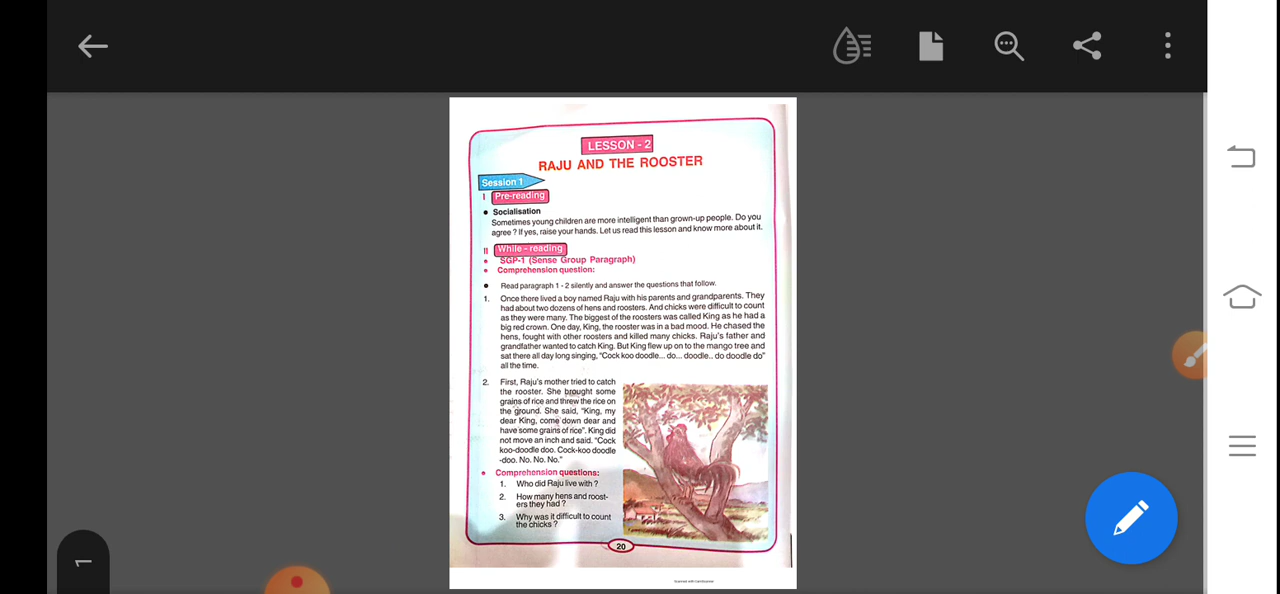 LESSON - 2
RAJU AND THE ROOSTER
Session 1
I Pre-reading
• Socialisation
Sometimes young children are more intelligent than grown-up people. Do you
agree ? If yes, raise your hands. Let us read this lesson and know more about it.
II While - reading
• SGP-1 (Sense Group Paragraph)
• Comprehension question:
• Read paragraph 1 - 2 silently and answer the questions that follow.
1. Once there lived a boy named Raju with his parents and grandparents. They
had about two dozens of hens and roosters. And chicks were difficult to count
as they were many. The biggest of the roosters was called King as he had a
big red crown. One day, King, the rooster was in a bad mood. He chased the
hens, fought with other roosters and killed many chicks. Raju's father and
grandfather wanted to catch King. But King flew up on to the mango tree and
sat there all day long singing, "Cock koo doodle... do... doodle.. do doodle do"
all the time.
2. First, Raju's mother tried to catch
the rooster. She brought some
grains of rice and threw the rice on
the ground. She said, "King, my
dear King, come down dear and
have some grains of rice". King did
not move an inch and said. "Cock
koo-doodle doo. Cock-koo doodle
-doo. No. No. No."
• Comprehension questions:
1. Who did Raju live with ?
2. How many hens and roost-
ers they had ?
3. Why was it difficult to count
the chicks ?
20
Scanned with CamScanner
1